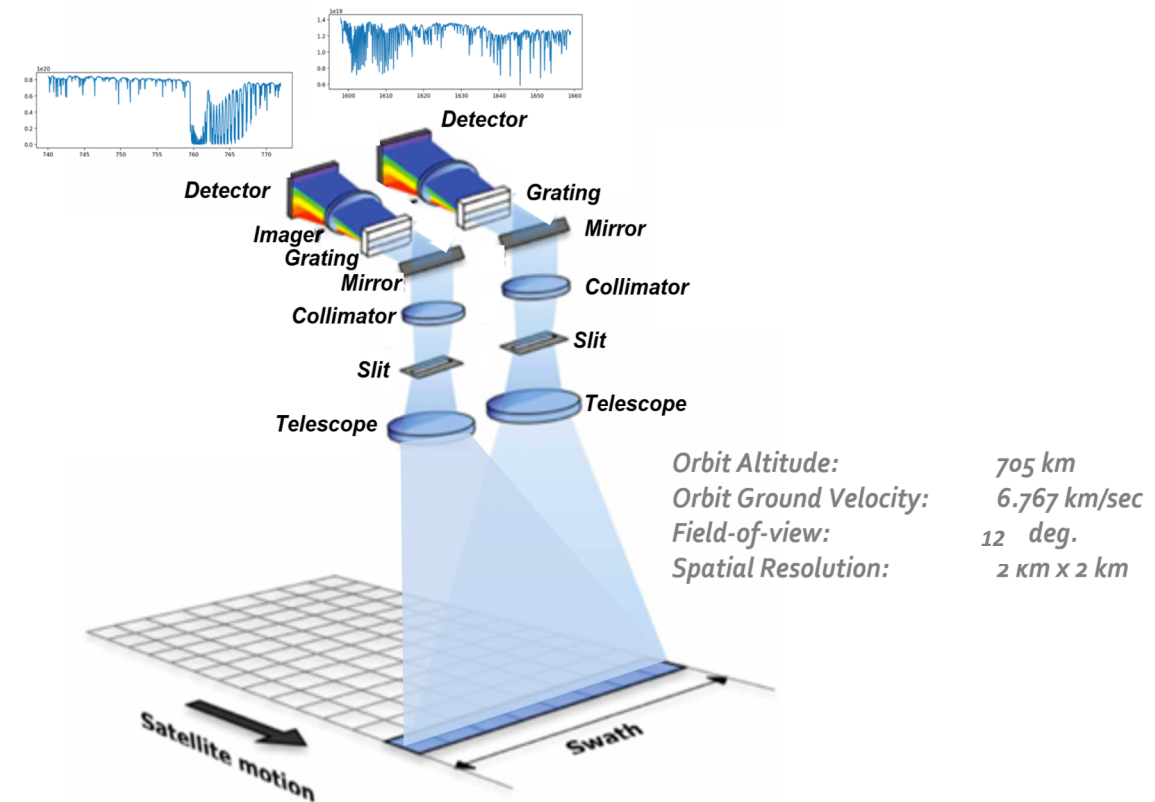 1e19
1.4
1.2
1.0
0.8
0.6
1600 1610 1620 1630 1640 1650 1660
1e20
0.8
0.6
0.4
0.2
0.0
740 745 750 755 760 765 770
Detector
Detector
Grating
Imager
Grating
Mirror
Mirror
Collimator
Collimator
Slit
Slit
Telescope
Telescope
Orbit Altitude: 705 km
Orbit Ground Velocity: 6.767 km/sec
Field-of-view: 12 deg.
Spatial Resolution: 2 км x 2 km
Swath
Satellite motion